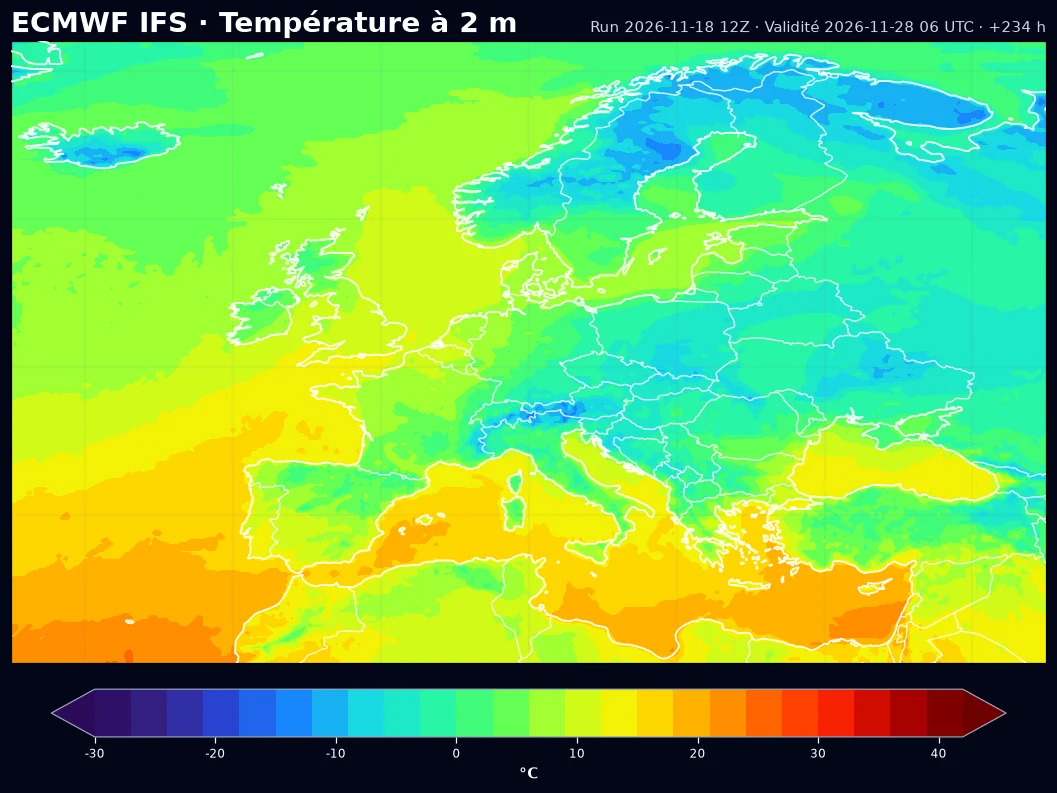 ECMWF IFS · Température à 2 m
Run 2026-11-18 12Z · Validité 2026-11-28 06 UTC · +234 h
-30 -20 -10 0 10 20 30 40
°C